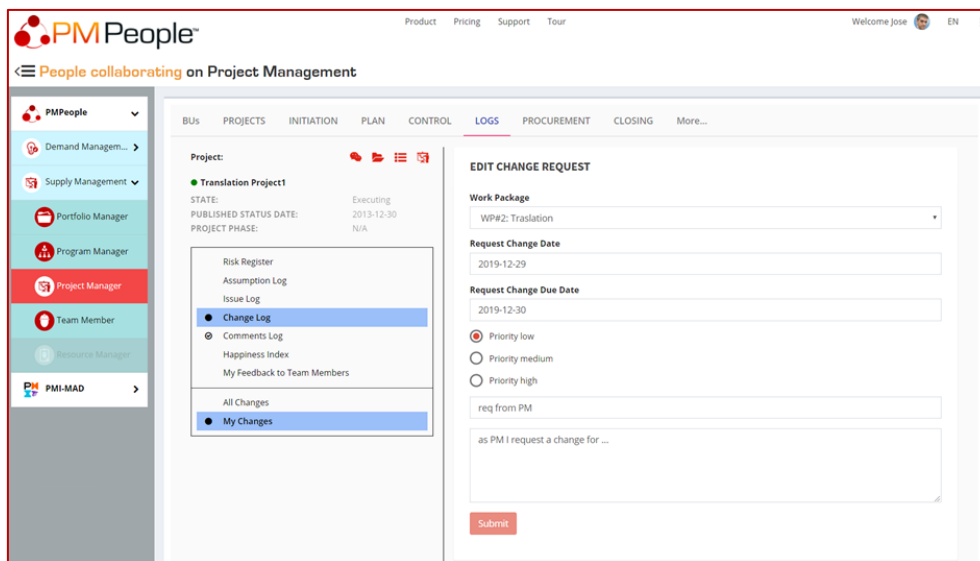 PMPeople™
Product Pricing Support Tour
Welcome Jose EN
People collaborating on Project Management
PMPeople
Demand Managem...
Supply Management
Portfolio Manager
Program Manager
Project Manager
Team Member
Resource Manager
PMI-MAD
BUs PROJECTS INITIATION PLAN CONTROL LOGS PROCUREMENT CLOSING More...
Project:
Translation Project1
STATE: Executing
PUBLISHED STATUS DATE: 2013-12-30
PROJECT PHASE: N/A
Risk Register
Assumption Log
Issue Log
Change Log
Comments Log
Happiness Index
My Feedback to Team Members
All Changes
My Changes
EDIT CHANGE REQUEST
Work Package
WP#2: Traslation
Request Change Date
2019-12-29
Request Change Due Date
2019-12-30
Priority low
Priority medium
Priority high
req from PM
as PM I request a change for ...
Submit